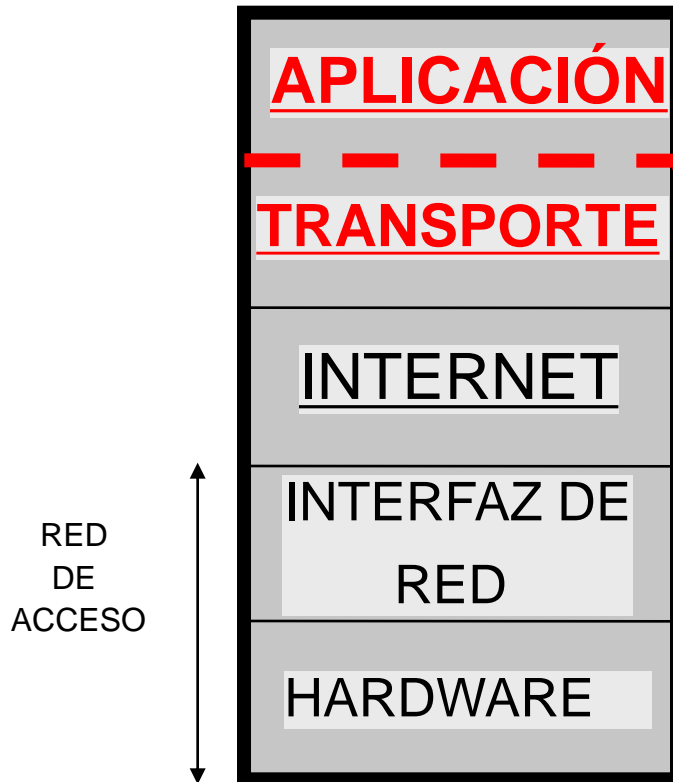 APLICACIÓN
TRANSPORTE
INTERNET
INTERFAZ DE
RED
RED
DE
ACCESO
HARDWARE